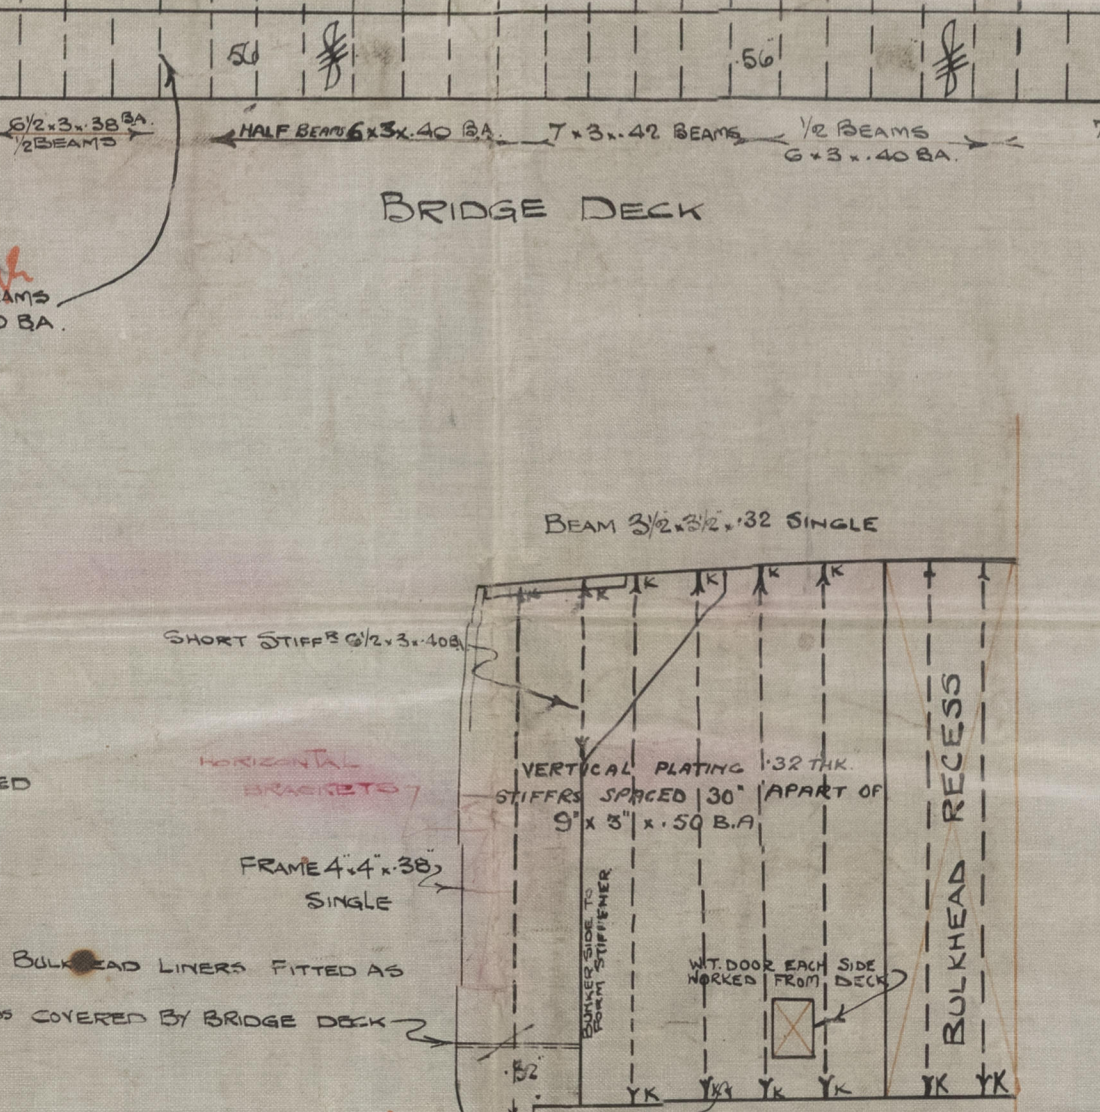 .56
.56
6½ × 3 × .38 BA.
½ BEAMS
HALF BEAMS 6 × 3 × .40 BA.
7 × 3 × .42 BEAMS
½ BEAMS
6 × 3 × .40 BA.
BRIDGE DECK
AMS
BA.
BEAM 3½" × 3½" × .32 SINGLE
K
K
K
K
K
SHORT STIFFR 6½ × 3 × .40 BA
HORIZONTAL
BRACKETS
VERTICAL PLATING .32 THK.
STIFFRS SPACED 30" APART OF
9" × 3" × .50 B.A
ED
FRAME 4" × 4" × .38"
SINGLE
BUNKER SIDE TO
FORM STIFFENER
BULKHEAD RECESS
W.T. DOOR EACH SIDE
WORKED FROM DECK
BULKHEAD LINERS FITTED AS
COVERED BY BRIDGE DECK
.32"
K
K
K
K
K
K